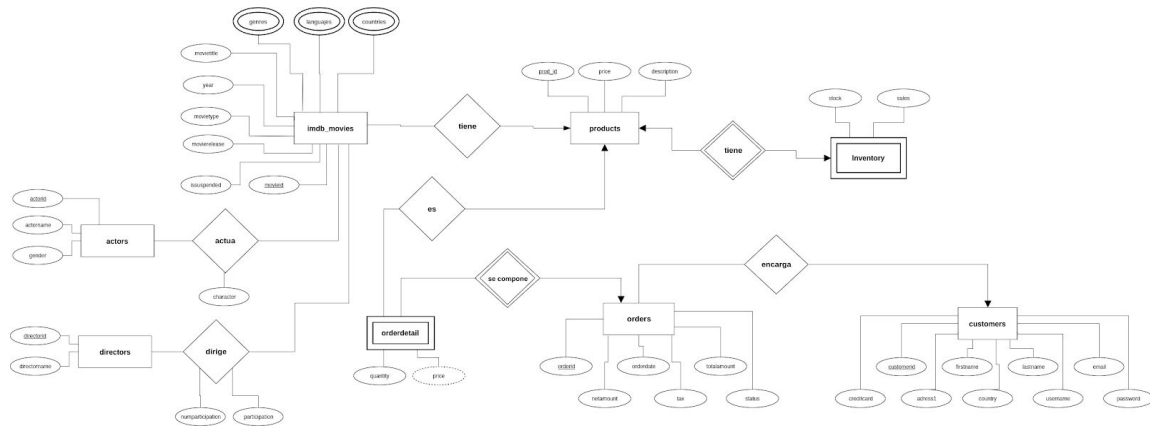 genres
languajes
countries
movietitle
year
movietype
movierelease
issuspended
movieid
imdb_movies
tiene
prod_id
price
description
products
tiene
stock
sales
Inventory
actorid
actorname
gender
actors
actua
character
es
se compone
encarga
directorid
directorname
directors
dirige
numparticipation
participation
orderdetail
quantity
price
orders
orderid
orderdate
totalamount
netamount
tax
status
customers
customerid
firstname
lastname
email
creditcard
adress1
country
username
password